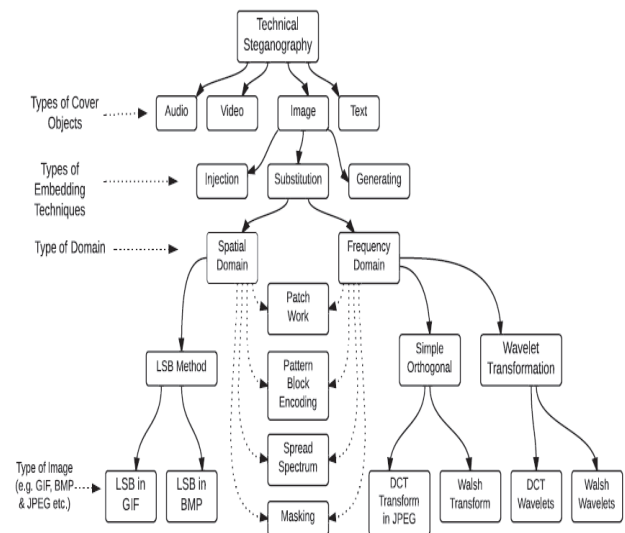 Technical
Steganography
Types of Cover
Objects
Audio
Video
Image
Text
Types of
Embedding
Techniques
Injection
Substitution
Generating
Type of Domain
Spatial
Domain
Frequency
Domain
Patch
Work
LSB Method
Pattern
Block
Encoding
Simple
Orthogonal
Wavelet
Transformation
Spread
Spectrum
Type of Image
(e.g. GIF, BMP
& JPEG etc.)
LSB in
GIF
LSB in
BMP
Masking
DCT
Transform
in JPEG
Walsh
Transform
DCT
Wavelets
Walsh
Wavelets